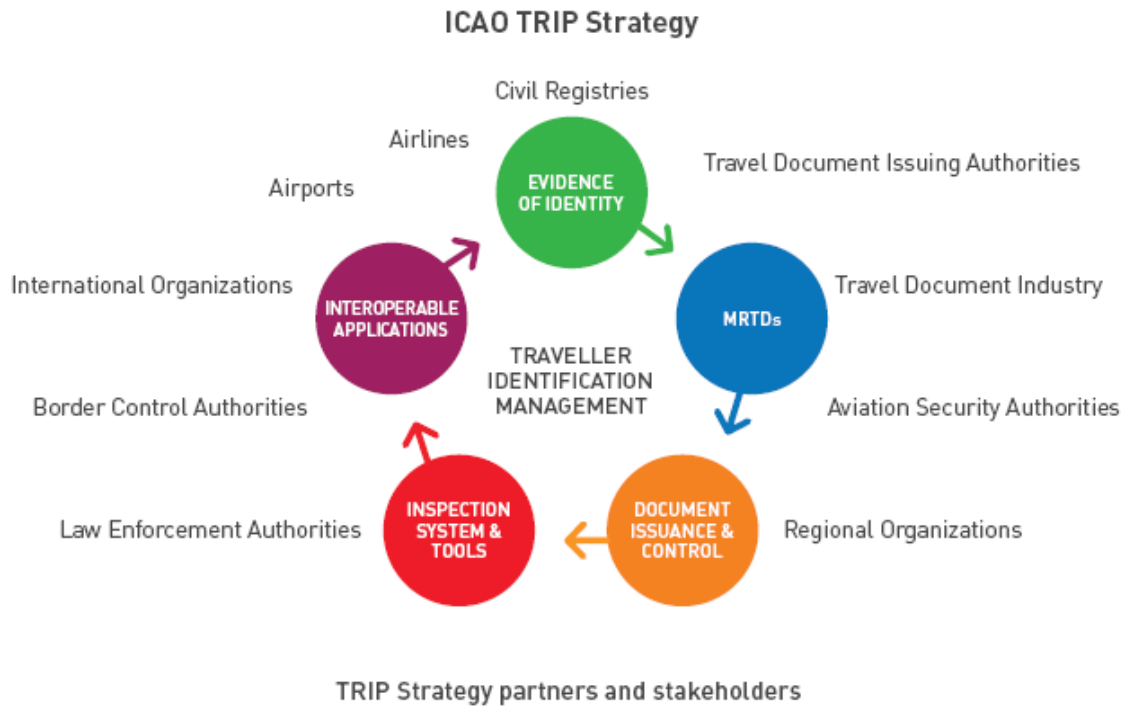 ICAO TRIP Strategy
Civil Registries
Airlines
Travel Document Issuing Authorities
Airports
EVIDENCE
OF IDENTITY
International Organizations
INTEROPERABLE
APPLICATIONS
MRTDs
Travel Document Industry
TRAVELLER
IDENTIFICATION
MANAGEMENT
Border Control Authorities
Aviation Security Authorities
Law Enforcement Authorities
INSPECTION
SYSTEM &
TOOLS
DOCUMENT
ISSUANCE &
CONTROL
Regional Organizations
TRIP Strategy partners and stakeholders